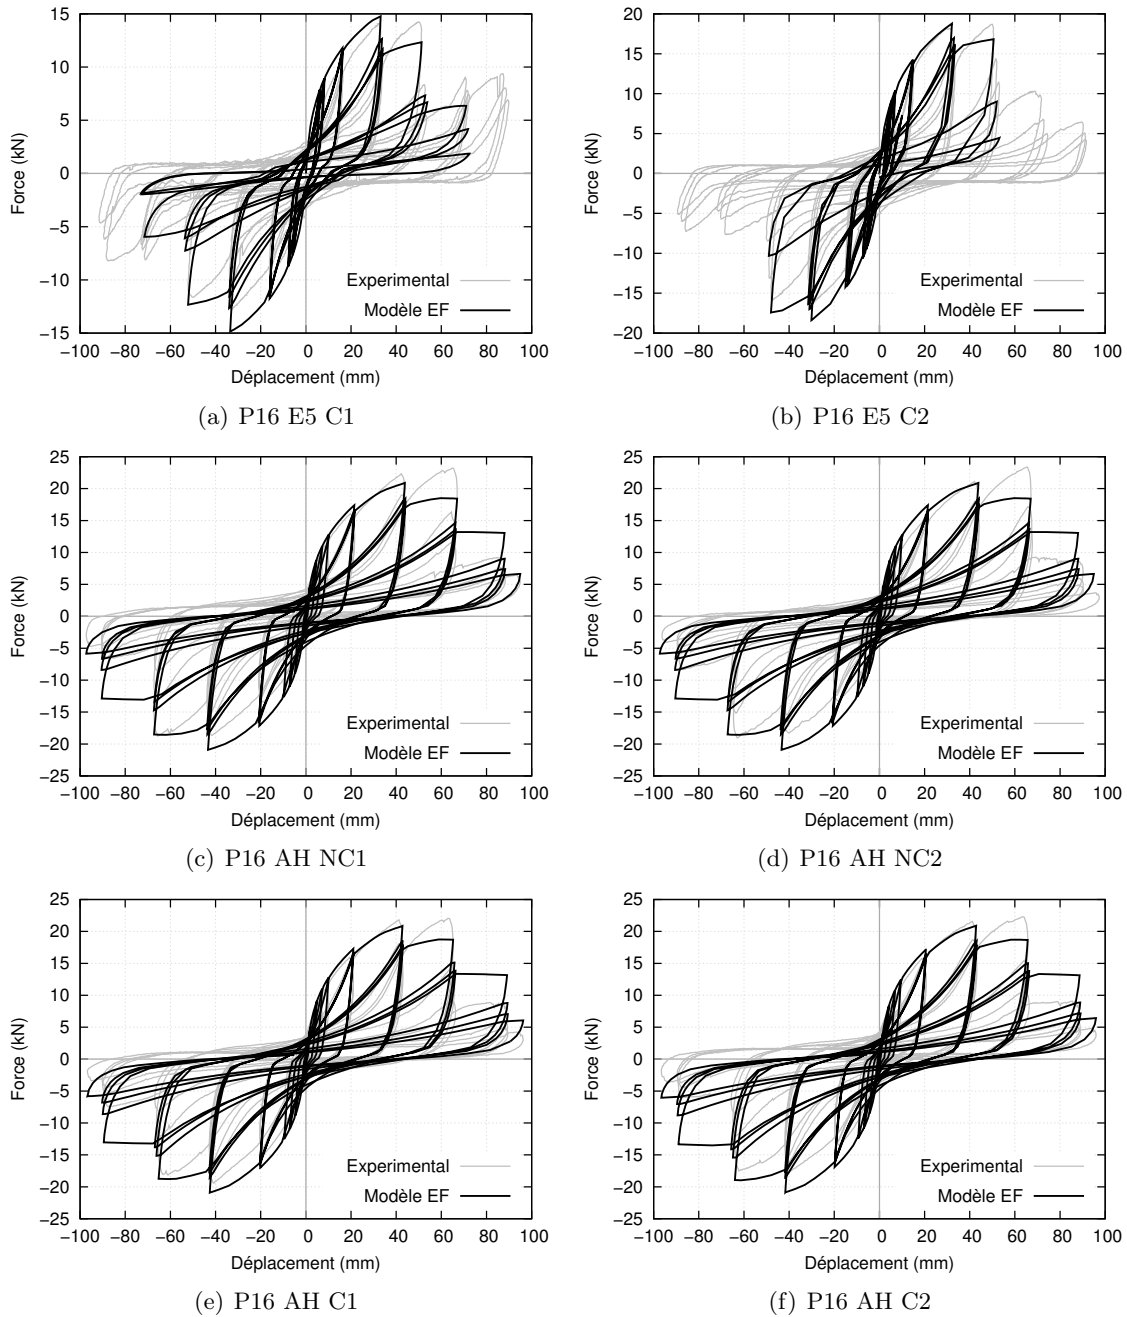 15
10
5
0
−5
−10
−15
Force (kN)
−100 −80 −60 −40 −20 0 20 40 60 80 100
Déplacement (mm)
Experimental
Modèle EF
(a) P16 E5 C1
20
15
10
5
0
−5
−10
−15
−20
Force (kN)
−100 −80 −60 −40 −20 0 20 40 60 80 100
Déplacement (mm)
Experimental
Modèle EF
(b) P16 E5 C2
25
20
15
10
5
0
−5
−10
−15
−20
−25
Force (kN)
−100 −80 −60 −40 −20 0 20 40 60 80 100
Déplacement (mm)
Experimental
Modèle EF
(c) P16 AH NC1
25
20
15
10
5
0
−5
−10
−15
−20
−25
Force (kN)
−100 −80 −60 −40 −20 0 20 40 60 80 100
Déplacement (mm)
Experimental
Modèle EF
(d) P16 AH NC2
25
20
15
10
5
0
−5
−10
−15
−20
−25
Force (kN)
−100 −80 −60 −40 −20 0 20 40 60 80 100
Déplacement (mm)
Experimental
Modèle EF
(e) P16 AH C1
25
20
15
10
5
0
−5
−10
−15
−20
−25
Force (kN)
−100 −80 −60 −40 −20 0 20 40 60 80 100
Déplacement (mm)
Experimental
Modèle EF
(f) P16 AH C2